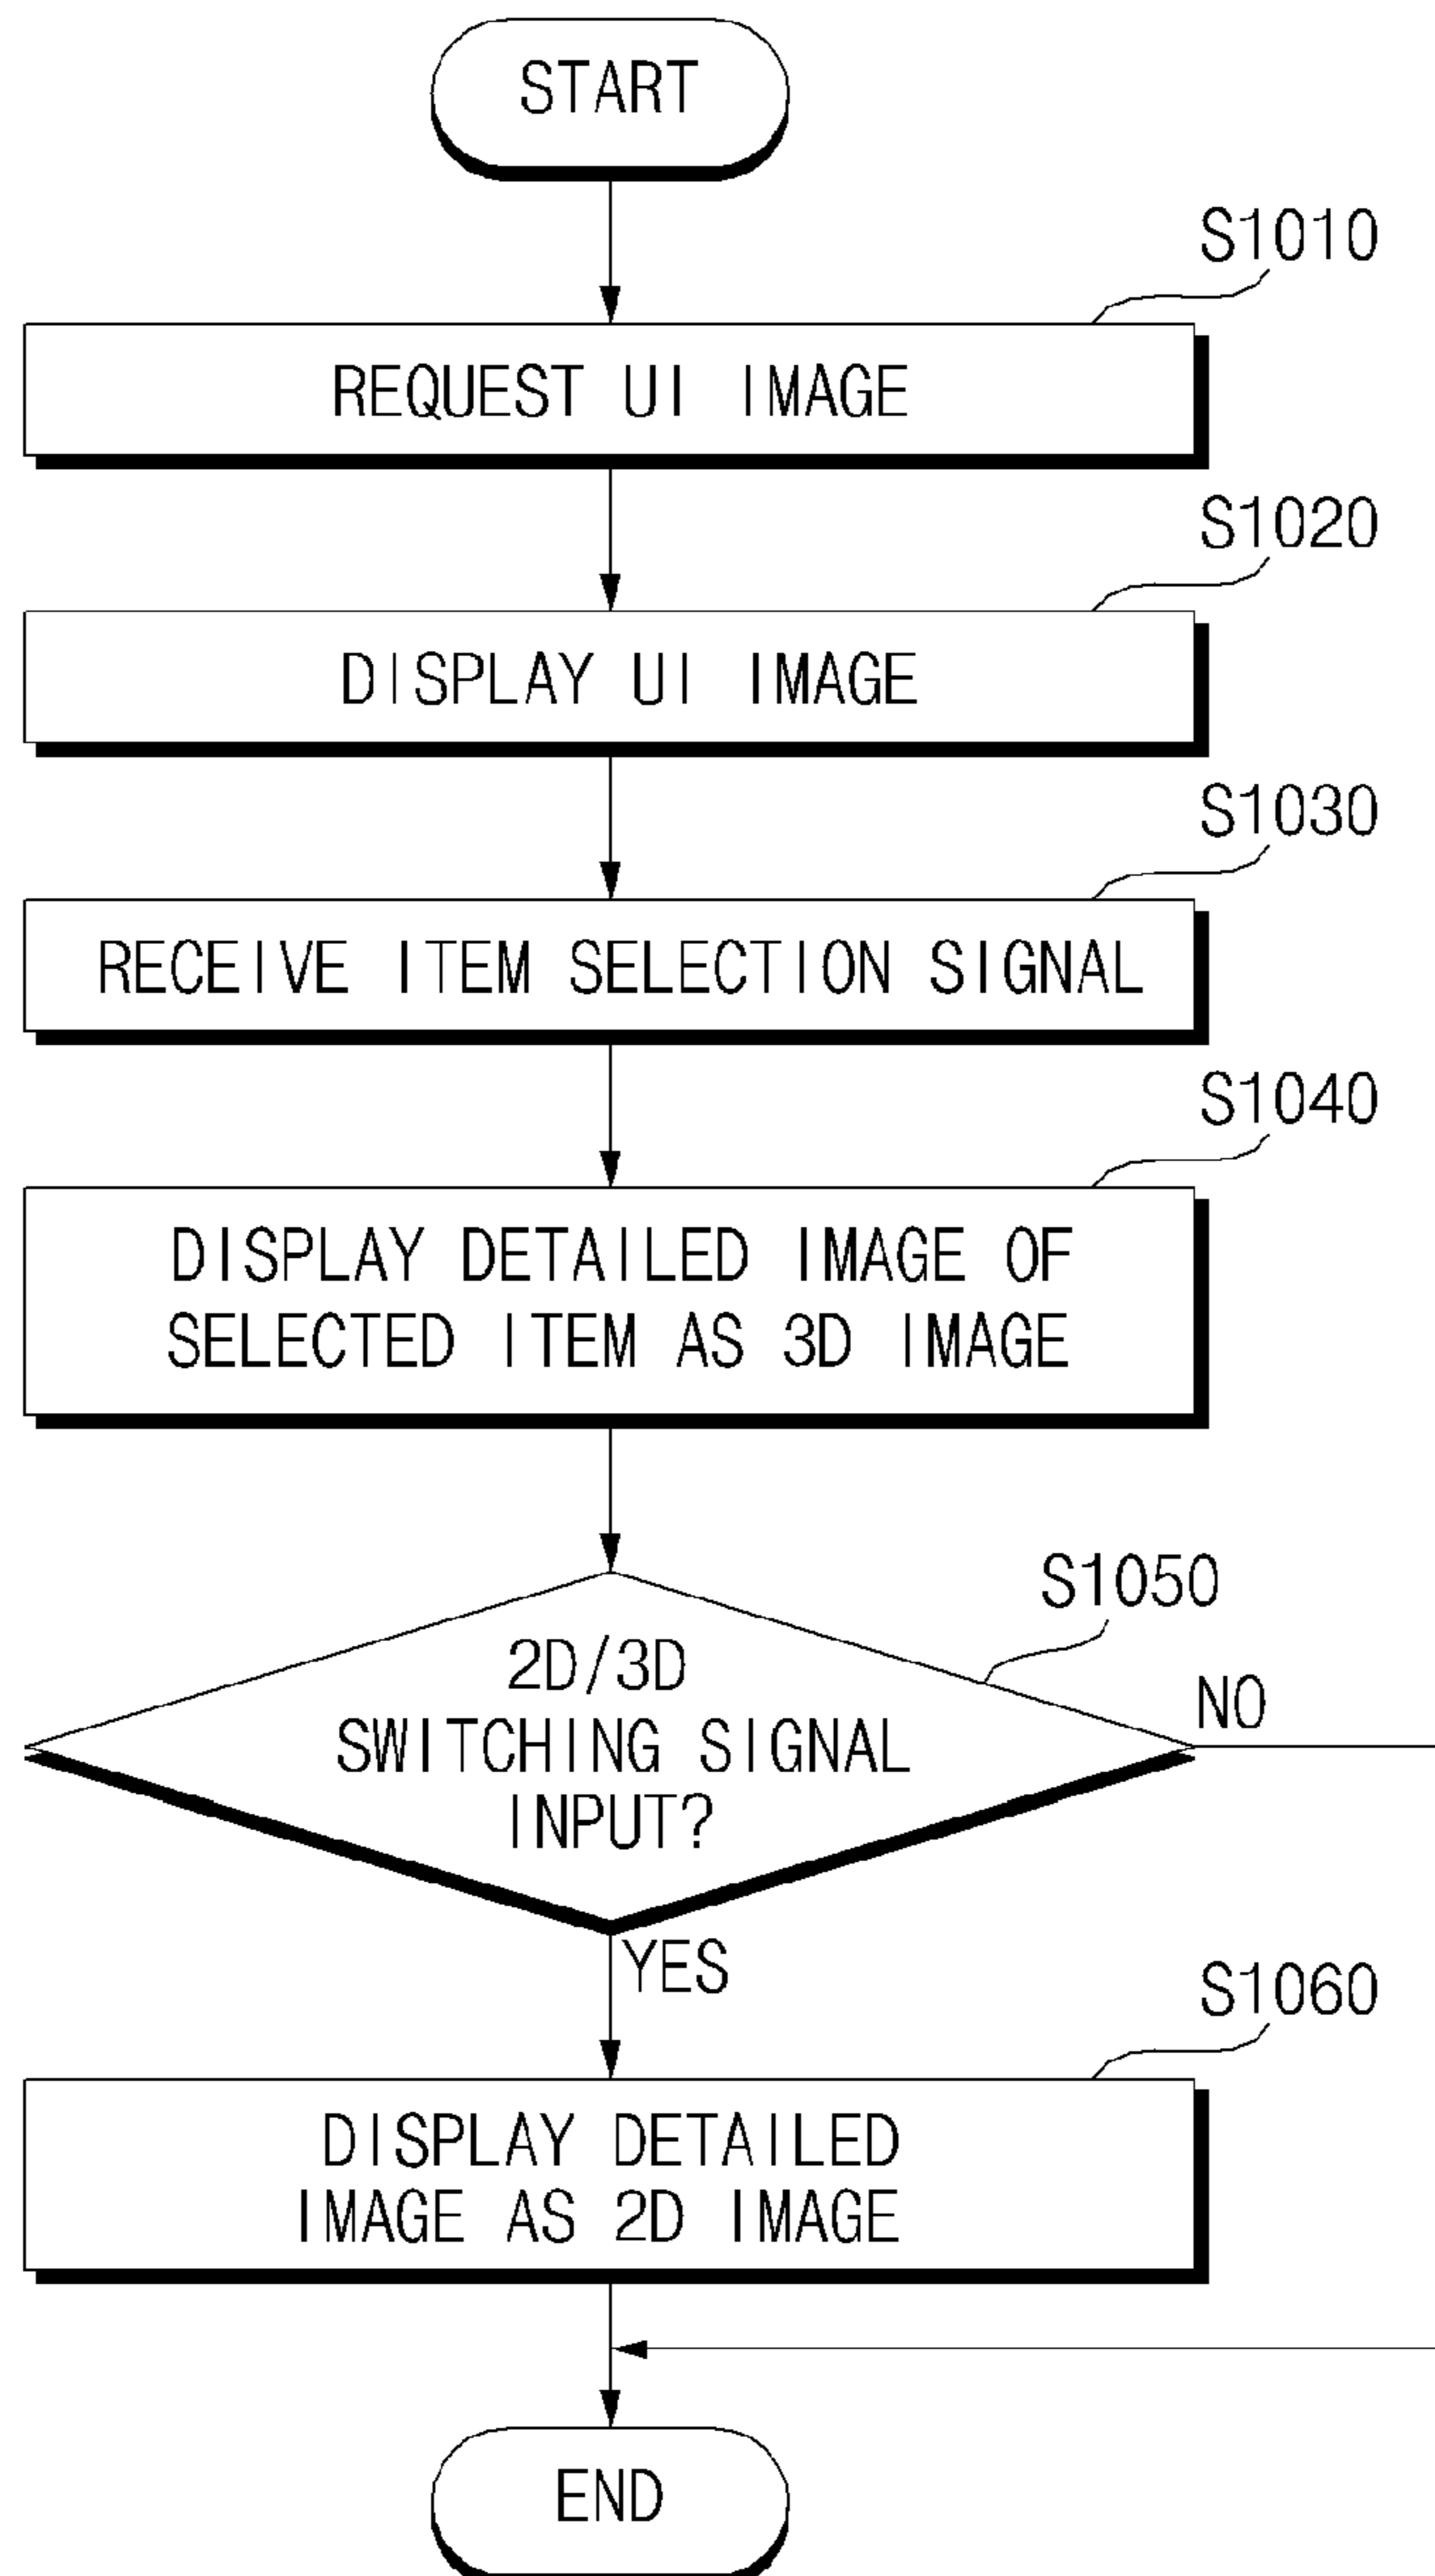 START
S1010
REQUEST UI IMAGE
S1020
DISPLAY UI IMAGE
S1030
RECEIVE ITEM SELECTION SIGNAL
S1040
DISPLAY DETAILED IMAGE OF
SELECTED ITEM AS 3D IMAGE
S1050
2D/3D
SWITCHING SIGNAL
INPUT?
NO
YES
S1060
DISPLAY DETAILED
IMAGE AS 2D IMAGE
END